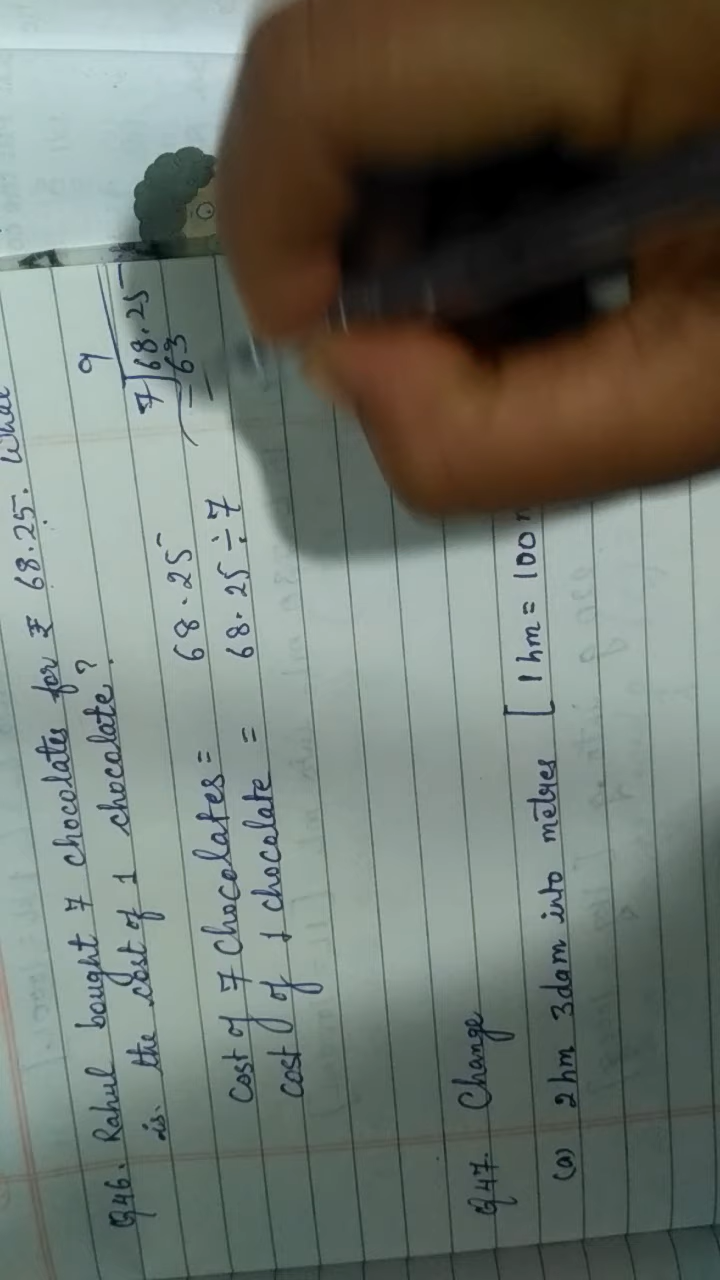 Q46. Rahul bought 7 chocolates for ₹ 68.25. What
is the cost of 1 chocolate?
9
7 68.25
- 63
Cost of 7 Chocolates = 68.25
cost of 1 chocolate = 68.25 ÷ 7
Q47. Change
(a) 2hm 3dam into metres [1hm = 100